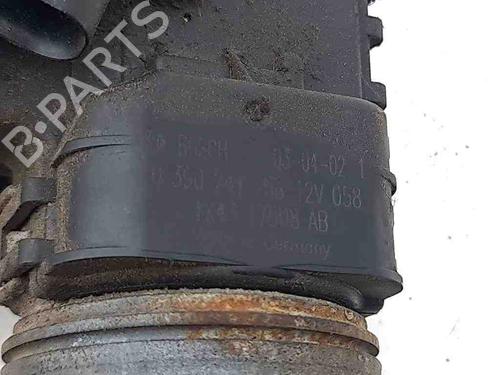 B-PARTS
BOSCH 03-04-02 1
0 390 241 12V 058
AB
Germany